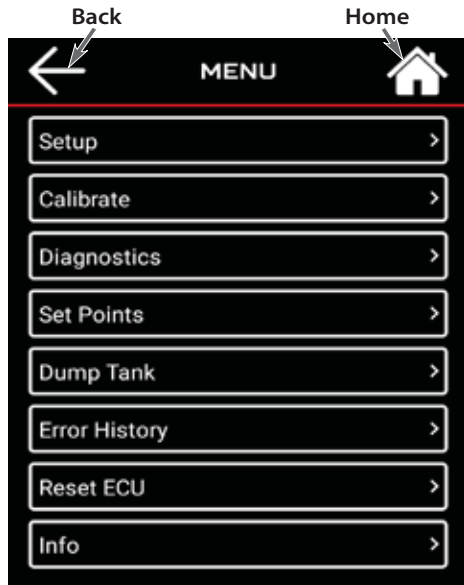 Back Home
MENU
Setup
Calibrate
Diagnostics
Set Points
Dump Tank
Error History
Reset ECU
Info